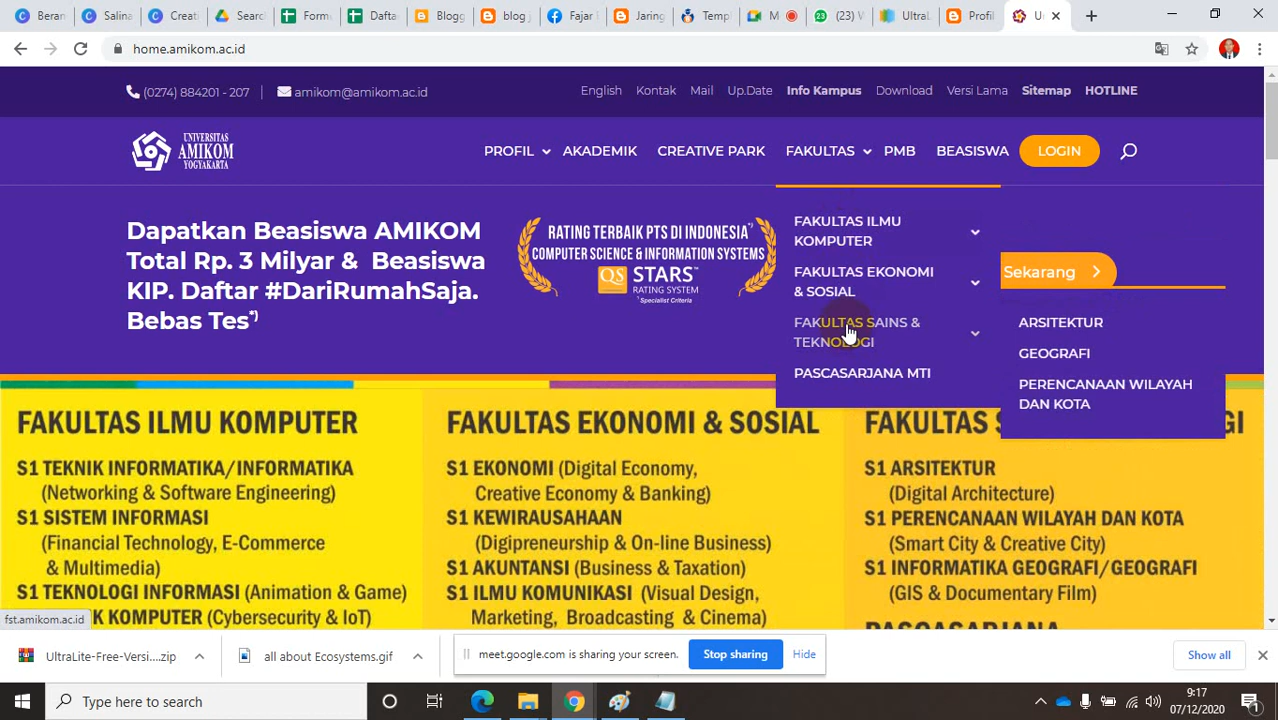 Beran
Salina
Creati
Search
Form
Dafta
Blogg
blog j
Fajar
Jaring
Temp
M
23
(23) W
UltraL
Profil
U
home.amikom.ac.id
(0274) 884201 - 207
amikom@amikom.ac.id
English
Kontak
Mail
Up.Date
Info Kampus
Download
Versi Lama
Sitemap
HOTLINE
UNIVERSITAS
AMIKOM
YOGYAKARTA
PROFIL
AKADEMIK
CREATIVE PARK
FAKULTAS
PMB
BEASISWA
LOGIN
Dapatkan Beasiswa AMIKOM
Total Rp. 3 Milyar & Beasiswa
KIP. Daftar #DariRumahSaja.
Bebas Tes*)
RATING TERBAIK PTS DI INDONESIA*)
COMPUTER SCIENCE & INFORMATION SYSTEMS
QS STARS
RATING SYSTEM
*Specialist Criteria
FAKULTAS ILMU
KOMPUTER
FAKULTAS EKONOMI
& SOSIAL
FAKULTAS SAINS &
TEKNOLOGI
PASCASARJANA MTI
Sekarang
ARSITEKTUR
GEOGRAFI
PERENCANAAN WILAYAH
DAN KOTA
FAKULTAS ILMU KOMPUTER
S1 TEKNIK INFORMATIKA/INFORMATIKA
(Networking & Software Engineering)
S1 SISTEM INFORMASI
(Financial Technology, E-Commerce
& Multimedia)
S1 TEKNOLOGI INFORMASI (Animation & Game)
K KOMPUTER (Cybersecurity & IoT)
FAKULTAS EKONOMI & SOSIAL
S1 EKONOMI (Digital Economy,
Creative Economy & Banking)
S1 KEWIRAUSAHAAN
(Digipreneurship & On-line Business)
S1 AKUNTANSI (Business & Taxation)
S1 ILMU KOMUNIKASI (Visual Design,
Marketing, Broadcasting & Cinema)
FAKULTAS S GI
S1 ARSITEKTUR
(Digital Architecture)
S1 PERENCANAAN WILAYAH DAN KOTA
(Smart City & Creative City)
S1 INFORMATIKA GEOGRAFI/GEOGRAFI
(GIS & Documentary Film)
PASCASARJANA
fst.amikom.ac.id
UltraLite-Free-Versi....zip
all about Ecosystems.gif
meet.google.com is sharing your screen.
Stop sharing
Hide
Show all
Type here to search
9:17
07/12/2020
1